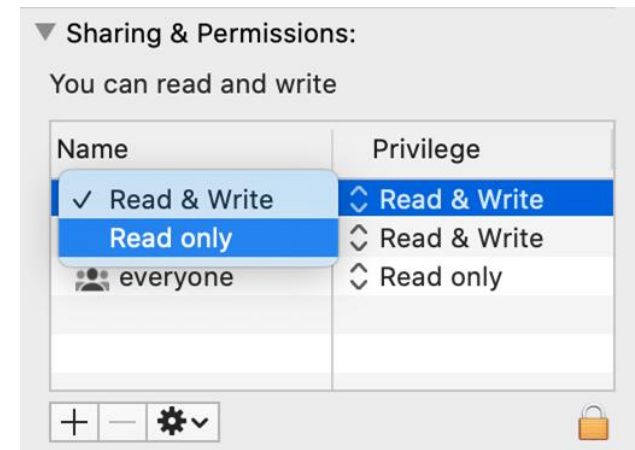 Sharing & Permissions:
You can read and write
Name Privilege
✓ Read & Write Read & Write
Read only Read & Write
everyone Read only